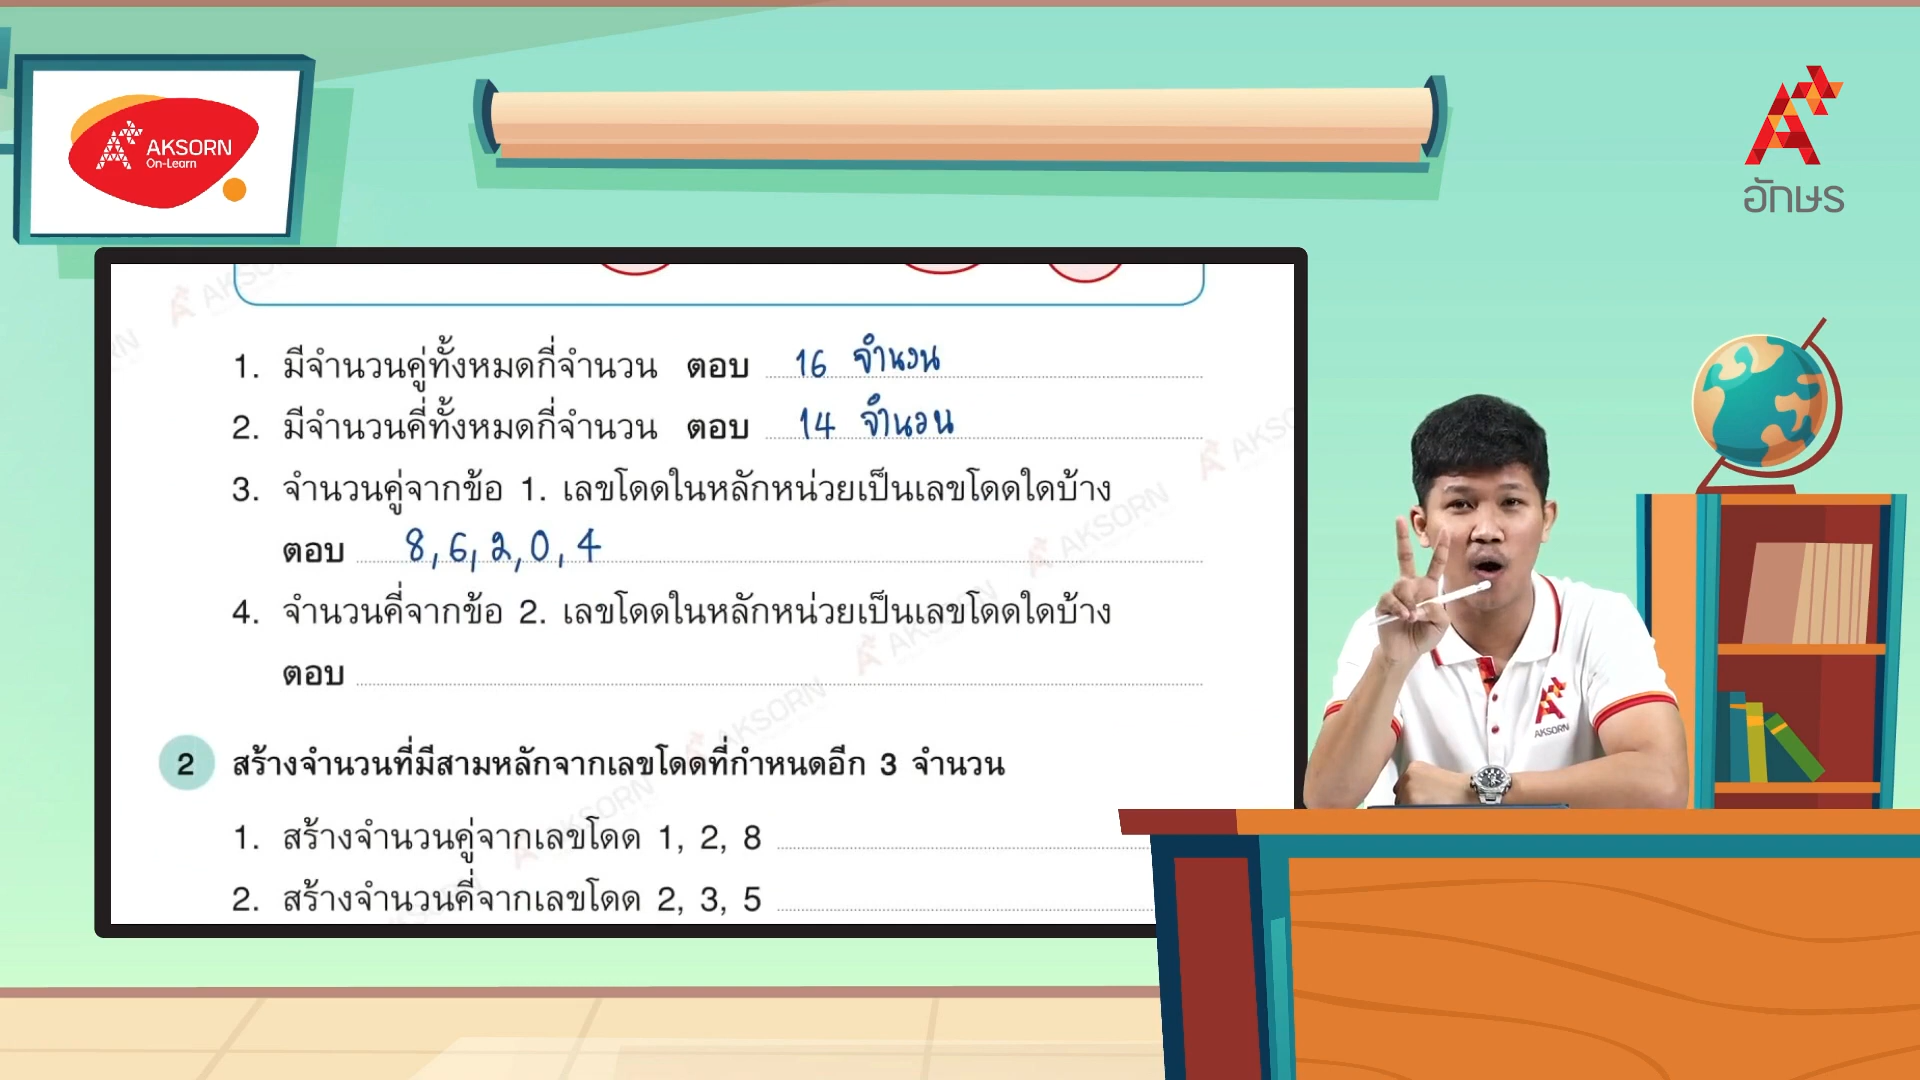 AKSORN
On-Learn
อักษร
1. มีจำนวนคู่ทั้งหมดกี่จำนวน ตอบ 16 จำนวน
2. มีจำนวนคี่ทั้งหมดกี่จำนวน ตอบ 14 จำนวน
3. จำนวนคู่จากข้อ 1. เลขโดดในหลักหน่วยเป็นเลขโดดใดบ้าง
ตอบ 8, 6, 2, 0, 4
4. จำนวนคี่จากข้อ 2. เลขโดดในหลักหน่วยเป็นเลขโดดใดบ้าง
ตอบ
2 สร้างจำนวนที่มีสามหลักจากเลขโดดที่กำหนดอีก 3 จำนวน
1. สร้างจำนวนคู่จากเลขโดด 1, 2, 8
2. สร้างจำนวนคี่จากเลขโดด 2, 3, 5
AKSORN